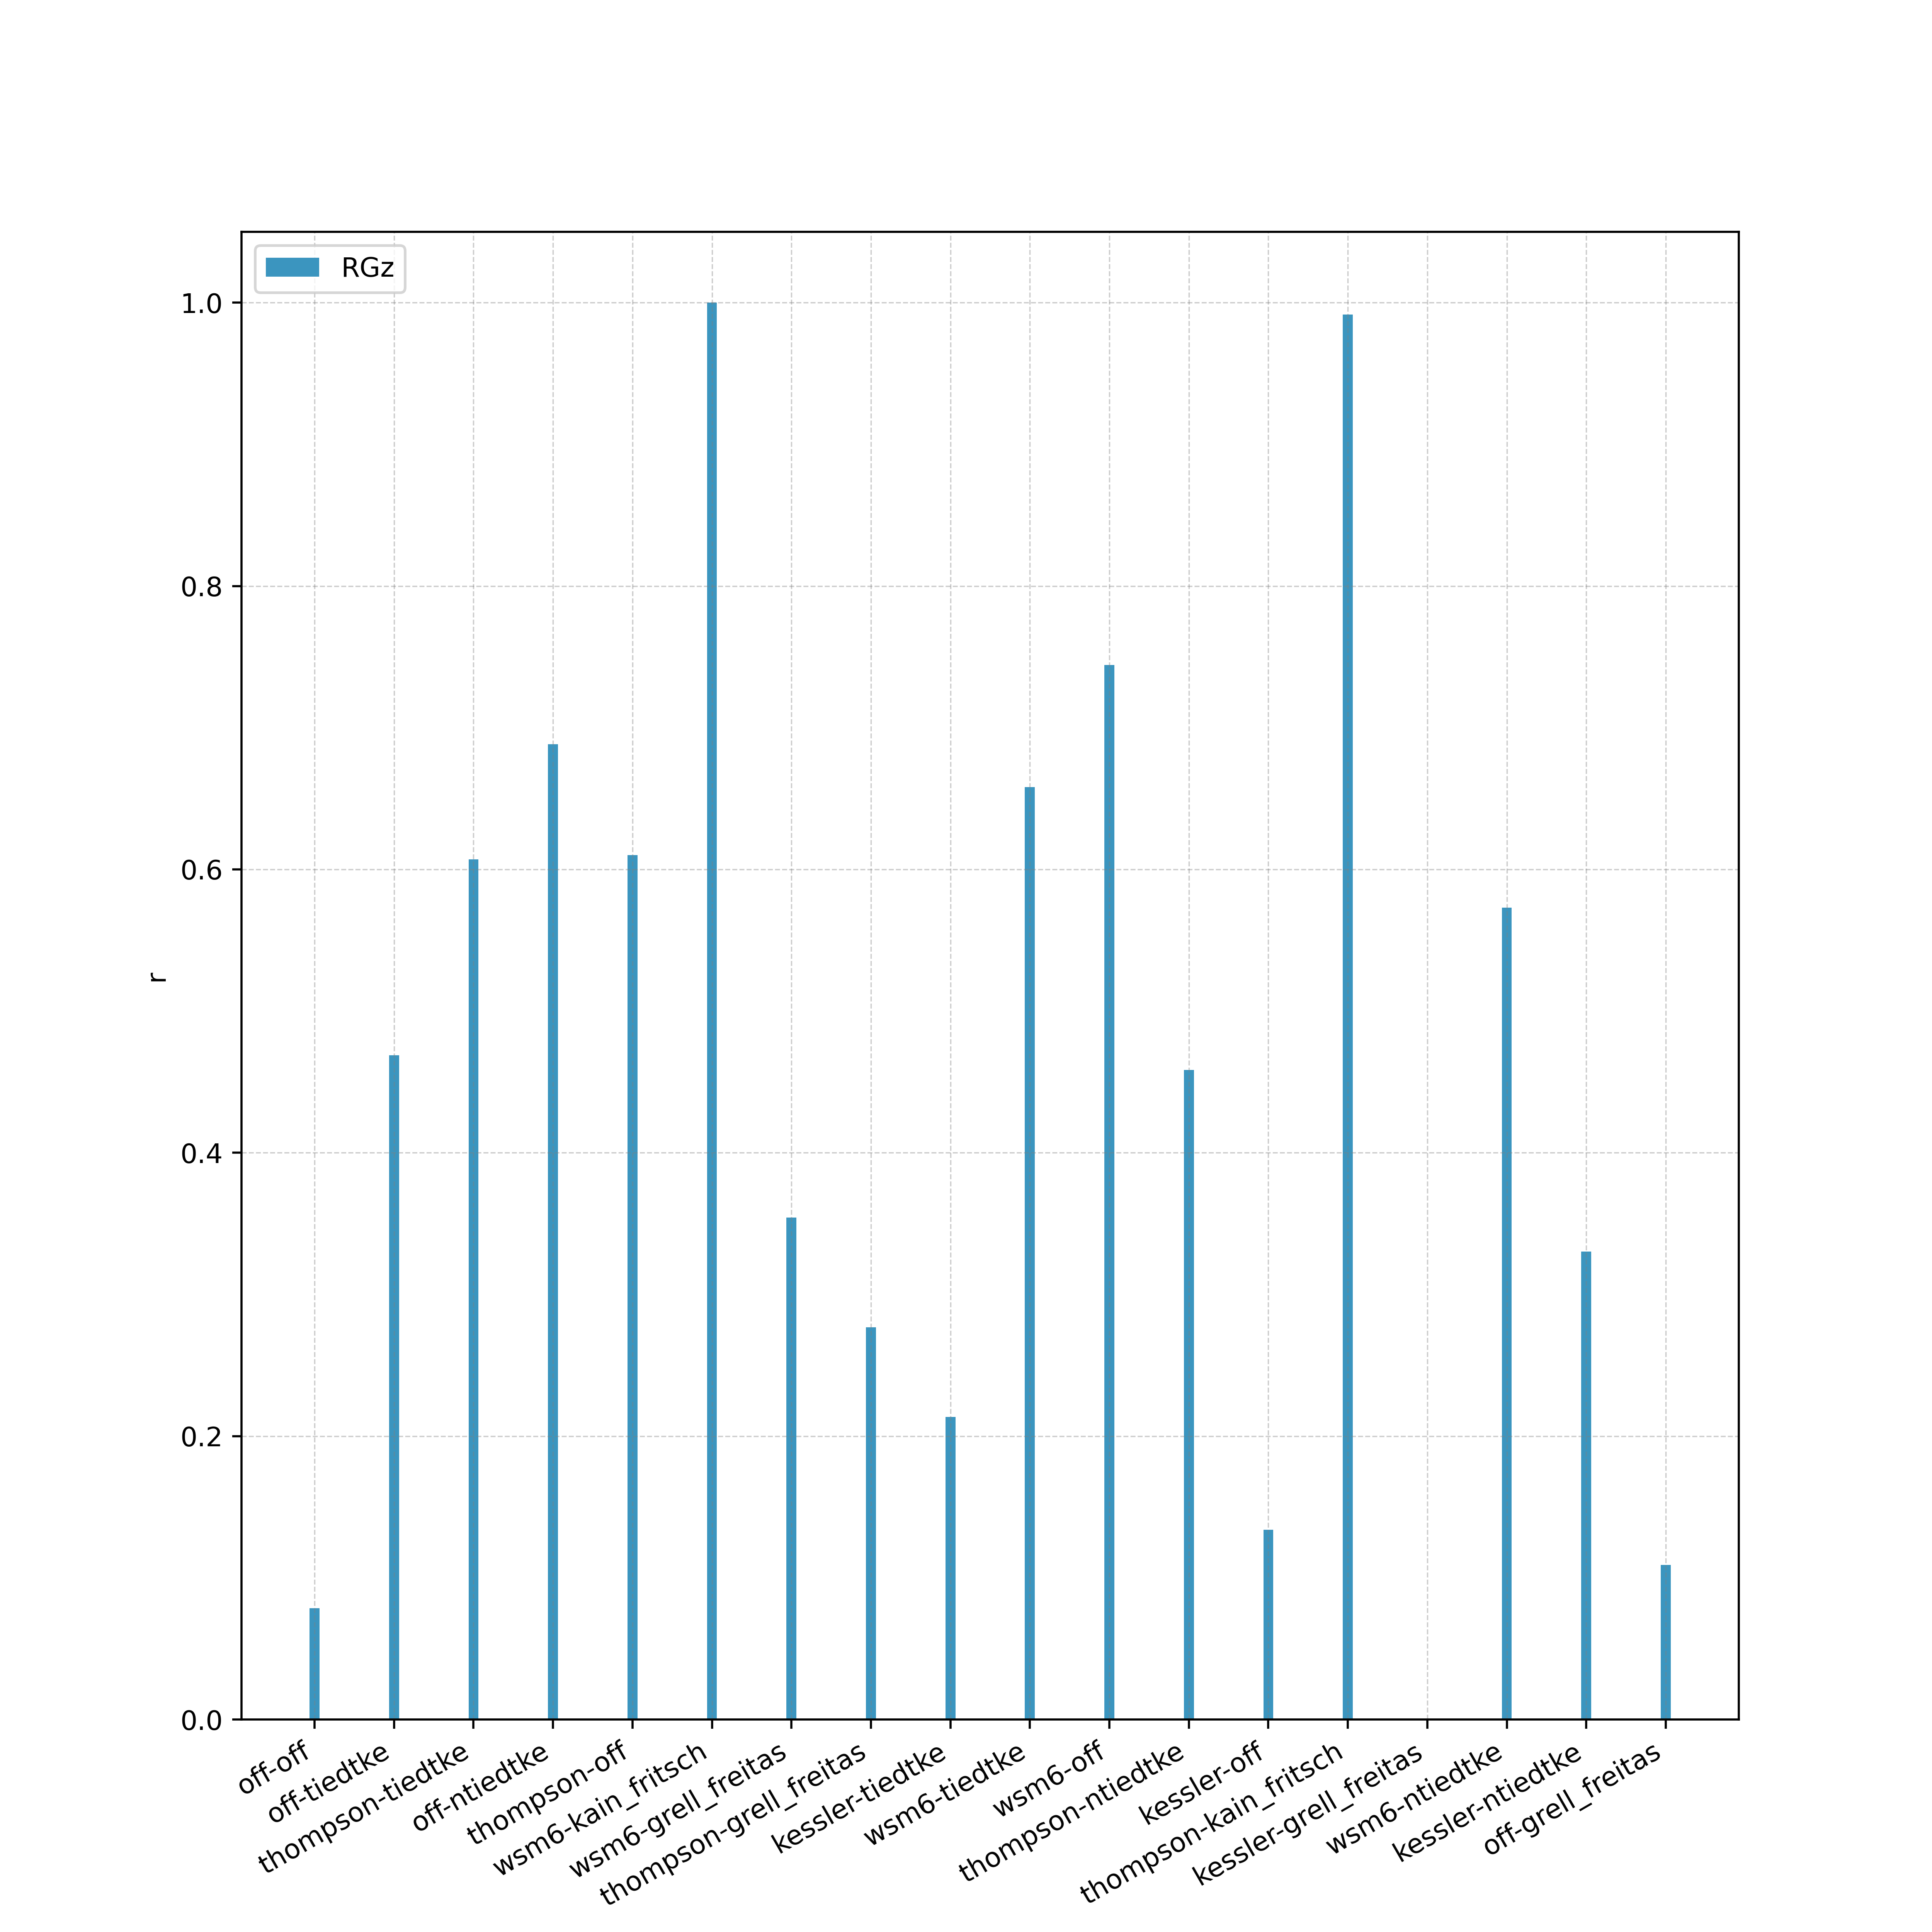 RGz
1.0
0.8
0.6
0.4
0.2
0.0
r
off-off
off-tiedtke
thompson-tiedtke
off-ntiedtke
thompson-off
wsm6-kain_fritsch
wsm6-grell_freitas
thompson-grell_freitas
kessler-tiedtke
wsm6-tiedtke
wsm6-off
thompson-ntiedtke
kessler-off
thompson-kain_fritsch
kessler-grell_freitas
wsm6-ntiedtke
kessler-ntiedtke
off-grell_freitas